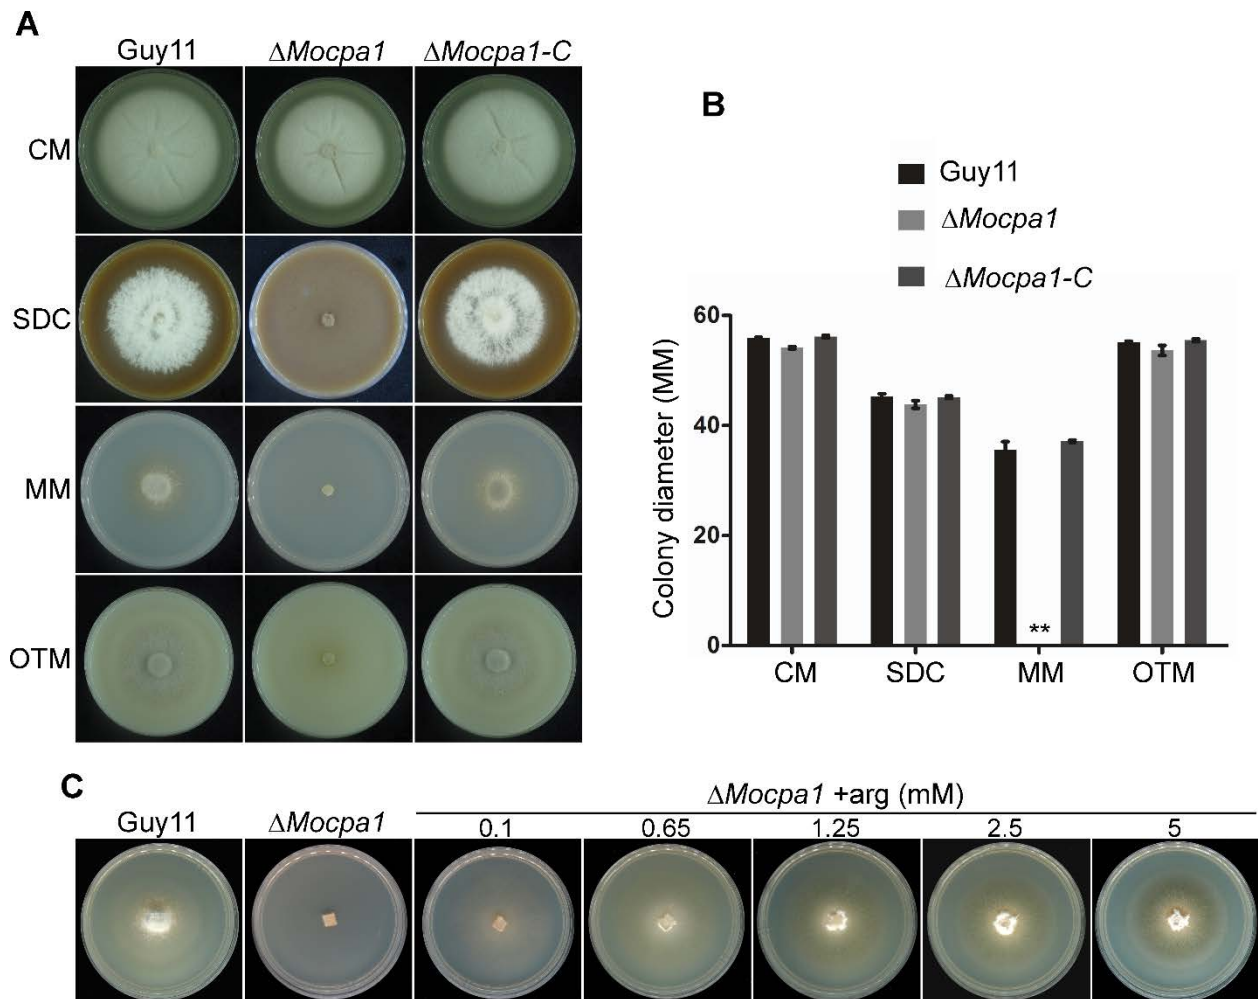 A
Guy11 ΔMocpa1 ΔMocpa1-C
CM
SDC
MM
OTM
B
Guy11
ΔMocpa1
ΔMocpa1-C
Colony diameter (MM)
60
40
20
0
**
CM SDC MM OTM
C
ΔMocpa1 +arg (mM)
Guy11 ΔMocpa1 0.1 0.65 1.25 2.5 5